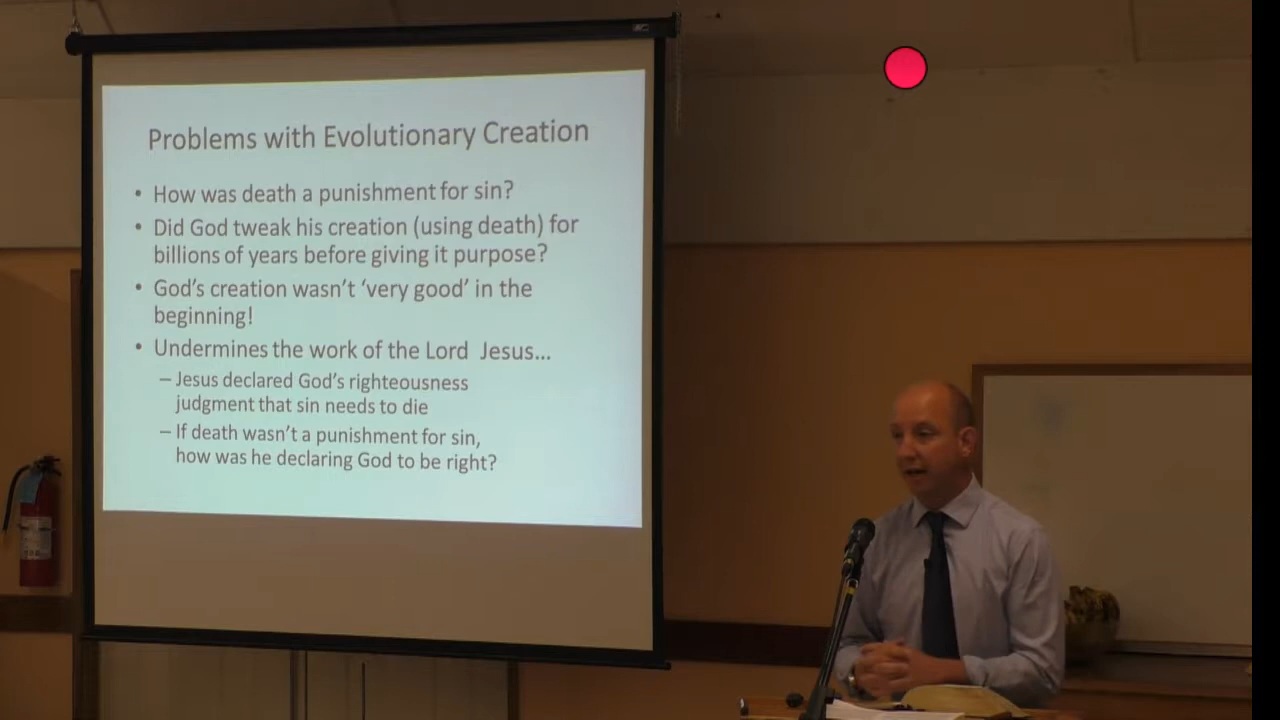 Problems with Evolutionary Creation
• How was death a punishment for sin?
• Did God tweak his creation (using death) for
billions of years before giving it purpose?
• God's creation wasn't 'very good' in the
beginning!
• Undermines the work of the Lord Jesus...
– Jesus declared God's righteousness
judgment that sin needs to die
– If death wasn't a punishment for sin,
how was he declaring God to be right?